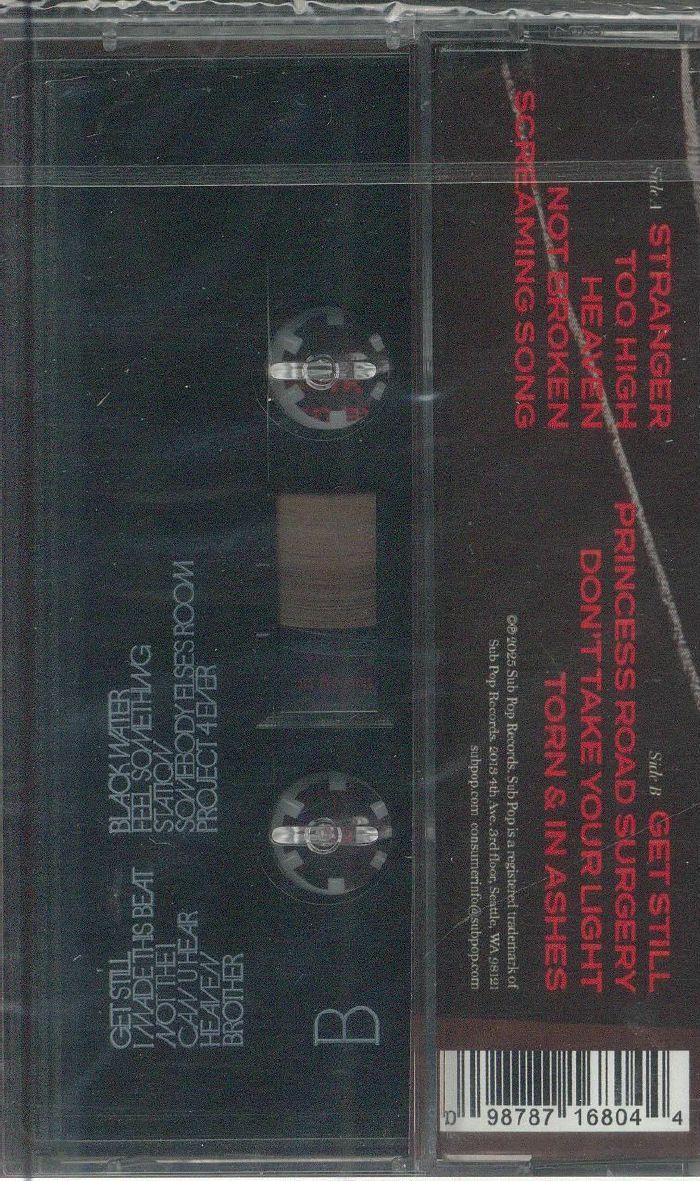 Side A STRANGER
TOO HIGH
HEAVEN
NOT BROKEN
SCREAMING SONG
Side B GET STILL
PRINCESS ROAD SURGERY
DON'T TAKE YOUR LIGHT
TORN & IN ASHES
©℗ 2025 Sub Pop Records. Sub Pop is a registered trademark of
Sub Pop Records. 2013 4th Ave. 3rd floor, Seattle, WA 98121
subpop.com consumerinfo@subpop.com
98787 16804 4
GET STILL
I MADE THIS BEAT
NOT THE 1
CAN U HEAR
HEAVEN
BROTHER
BLACK WATER
FEEL SOMETHING
STATION
SOMEBODY ELSE'S ROOM
PROJECT 4 EVER
B